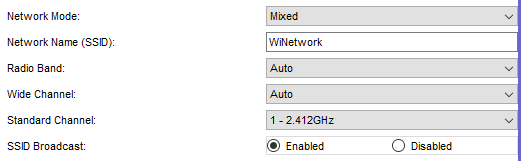 Network Mode: Mixed
Network Name (SSID): WiNetwork
Radio Band: Auto
Wide Channel: Auto
Standard Channel: 1 - 2.412GHz
SSID Broadcast: Enabled Disabled